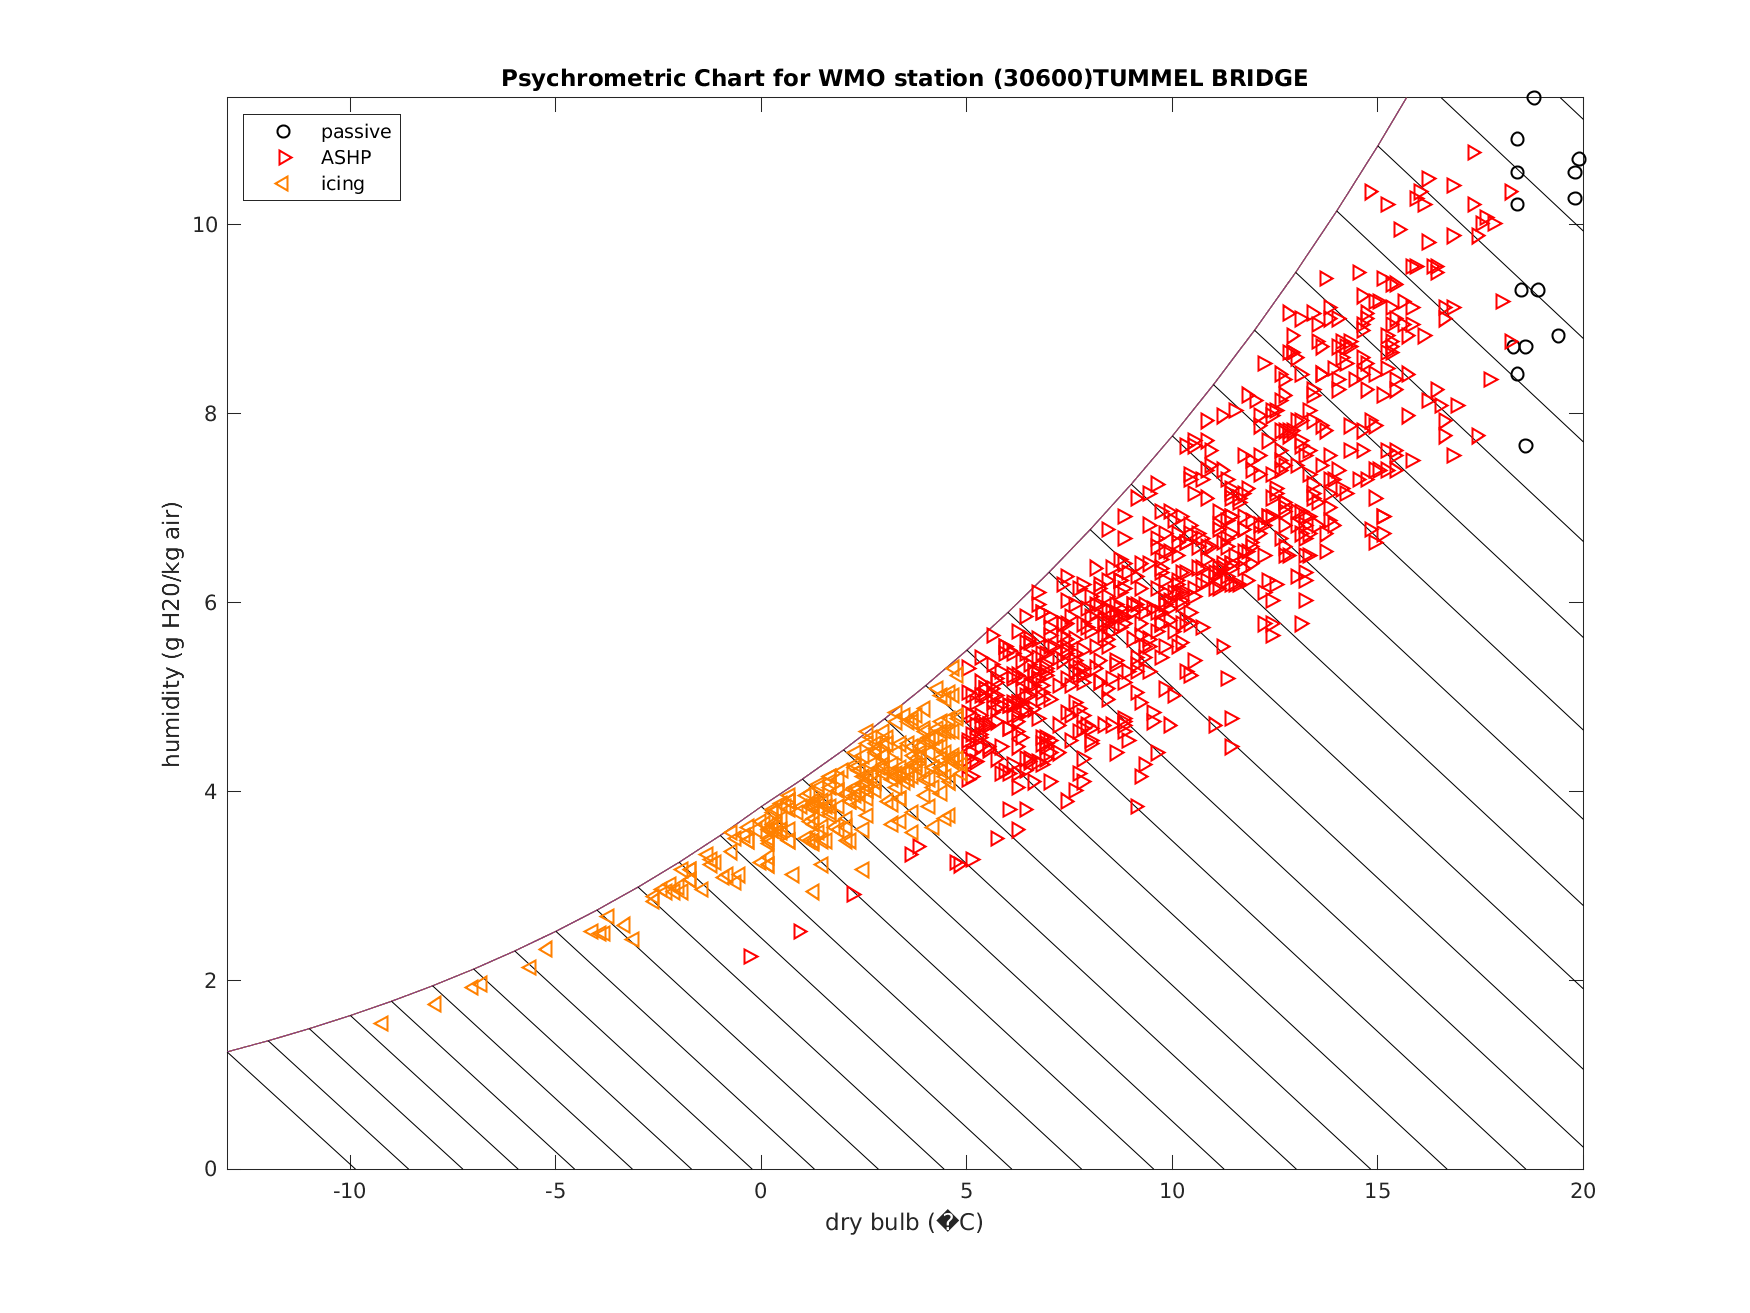 Psychrometric Chart for WMO station (30600)TUMMEL BRIDGE
passive
ASHP
icing
humidity (g H20/kg air)
10
8
6
4
2
0
-10 -5 0 5 10 15 20
dry bulb (�C)